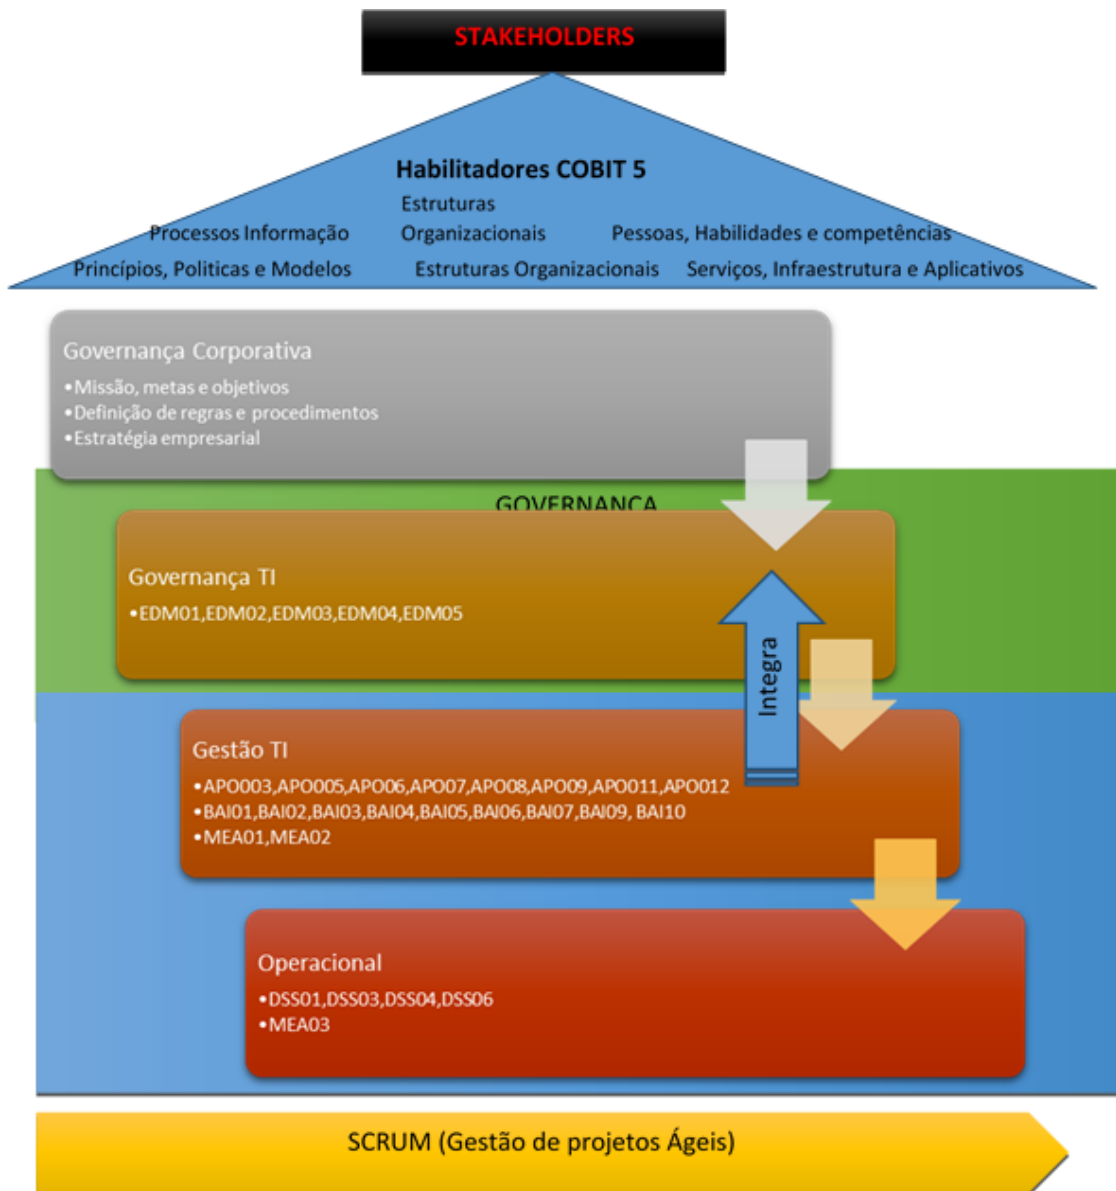 STAKEHOLDERS
Habilitadores COBIT 5
Estruturas
Processos Informação Organizacionais Pessoas, Habilidades e competências
Princípios, Politicas e Modelos Estruturas Organizacionais Serviços, Infraestrutura e Aplicativos
Governança Corporativa
•Missão, metas e objetivos
•Definição de regras e procedimentos
•Estratégia empresarial
GOVERNANCA
Governança TI
•EDM01,EDM02,EDM03,EDM04,EDM05
Integra
Gestão TI
•APO003,APO005,APO06,APO07,APO08,APO09,APO011,APO012
•BAI01,BAI02,BAI03,BAI04,BAI05,BAI06,BAI07,BAI09, BAI10
•MEA01,MEA02
Operacional
•DSS01,DSS03,DSS04,DSS06
•MEA03
SCRUM (Gestão de projetos Ágeis)